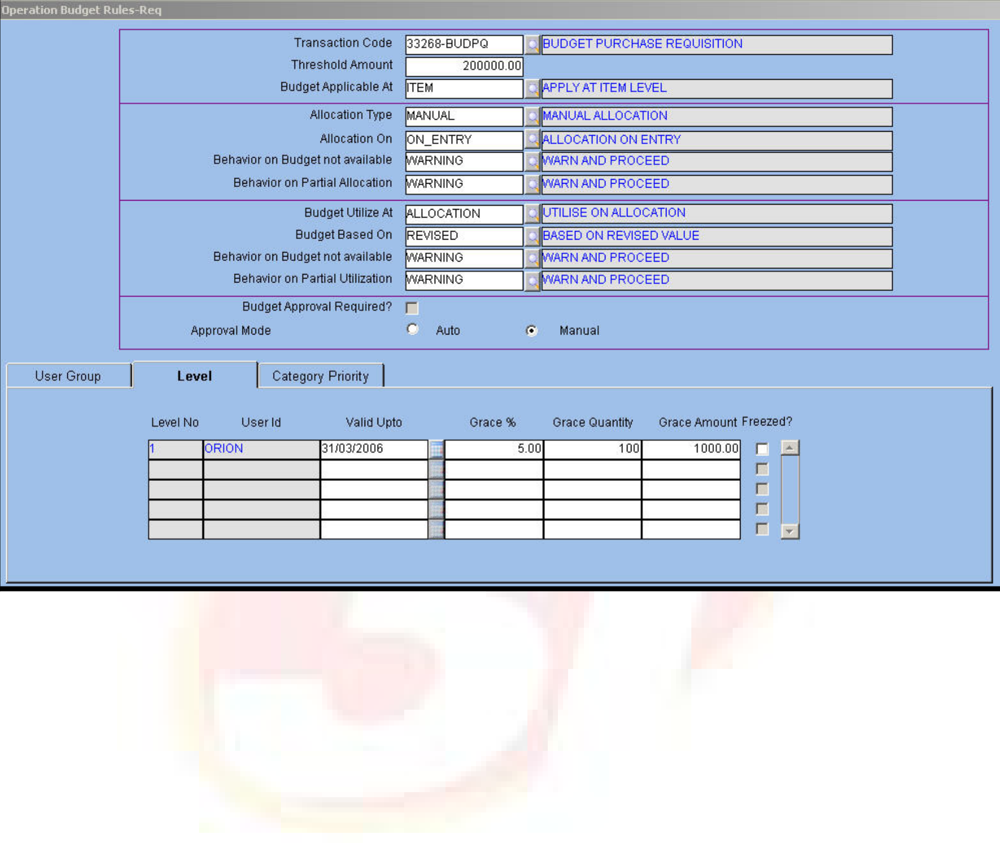 Operation Budget Rules-Req
Transaction Code 33268-BUDPQ BUDGET PURCHASE REQUISITION
Threshold Amount 200000.00
Budget Applicable At ITEM APPLY AT ITEM LEVEL
Allocation Type MANUAL MANUAL ALLOCATION
Allocation On ON_ENTRY ALLOCATION ON ENTRY
Behavior on Budget not available WARNING WARN AND PROCEED
Behavior on Partial Allocation WARNING WARN AND PROCEED
Budget Utilize At ALLOCATION UTILISE ON ALLOCATION
Budget Based On REVISED BASED ON REVISED VALUE
Behavior on Budget not available WARNING WARN AND PROCEED
Behavior on Partial Utilization WARNING WARN AND PROCEED
Budget Approval Required?
Approval Mode Auto Manual
User Group Level Category Priority
Level No User Id Valid Upto Grace % Grace Quantity Grace Amount Freezed?
1 ORION 31/03/2006 5.00 100 1000.00